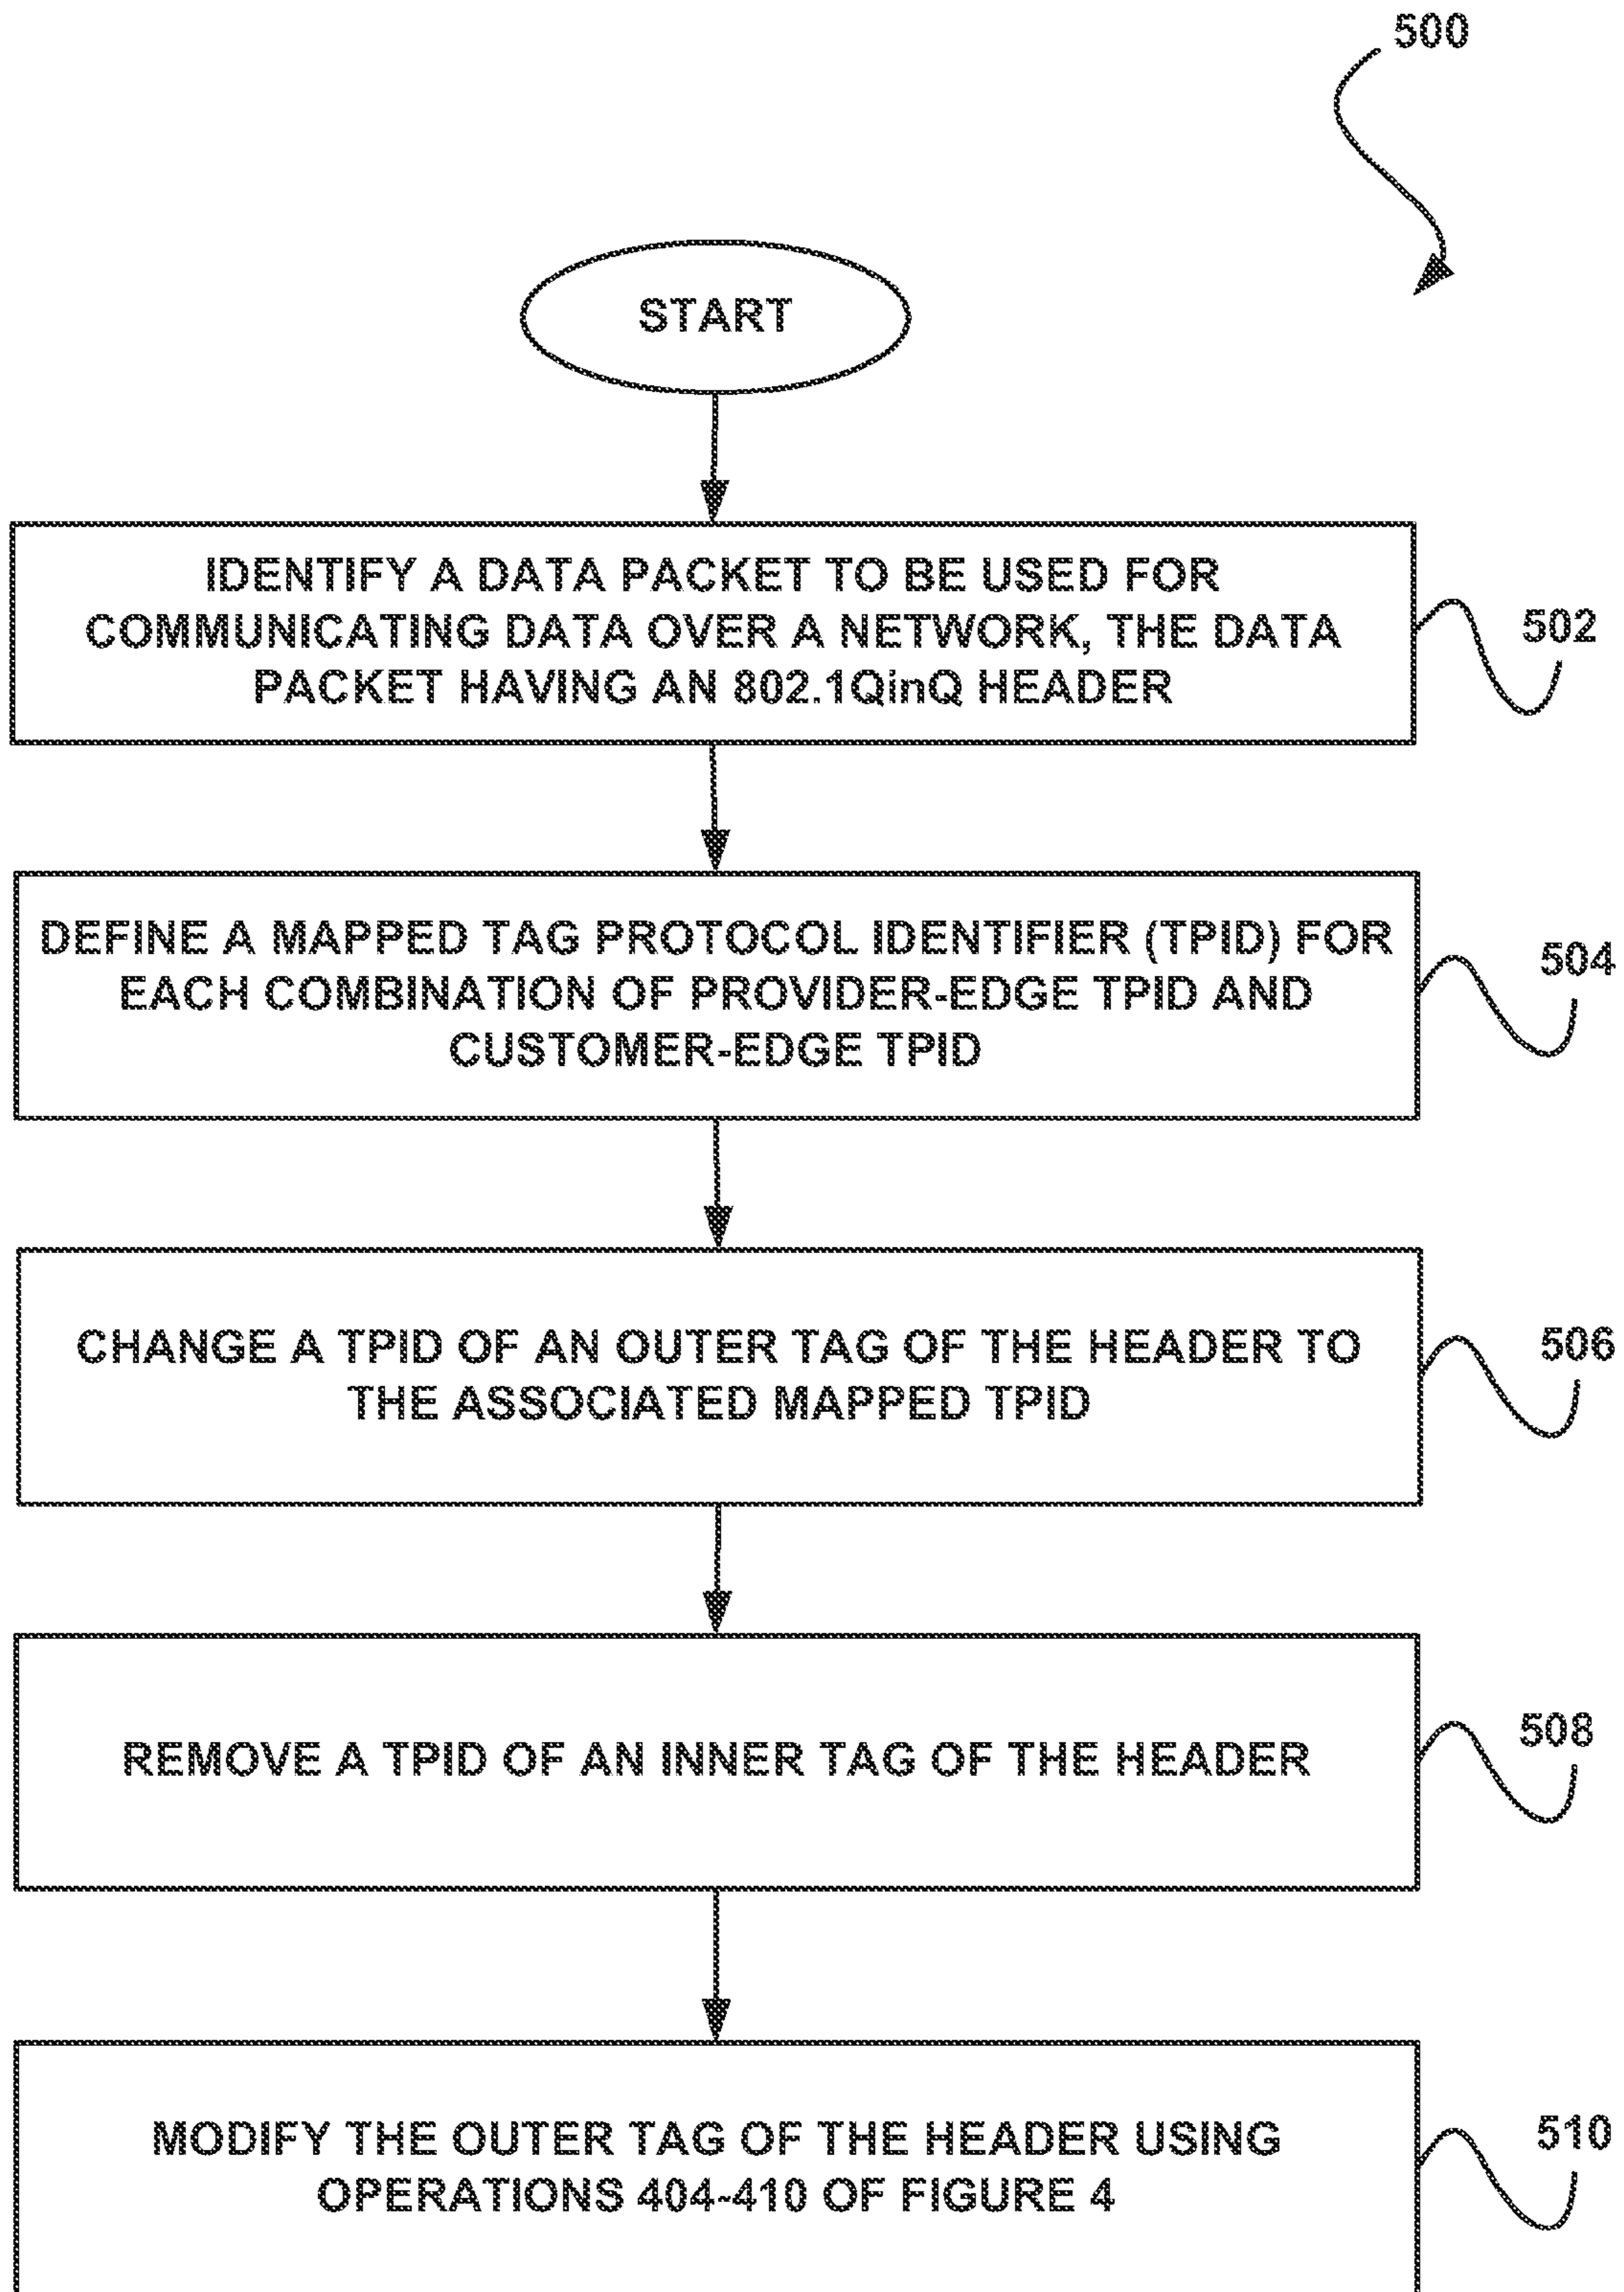 500
START
IDENTIFY A DATA PACKET TO BE USED FOR
COMMUNICATING DATA OVER A NETWORK, THE DATA
PACKET HAVING AN 802.1QinQ HEADER
502
DEFINE A MAPPED TAG PROTOCOL IDENTIFIER (TPID) FOR
EACH COMBINATION OF PROVIDER-EDGE TPID AND
CUSTOMER-EDGE TPID
504
CHANGE A TPID OF AN OUTER TAG OF THE HEADER TO
THE ASSOCIATED MAPPED TPID
506
REMOVE A TPID OF AN INNER TAG OF THE HEADER
508
MODIFY THE OUTER TAG OF THE HEADER USING
OPERATIONS 404-410 OF FIGURE 4
510